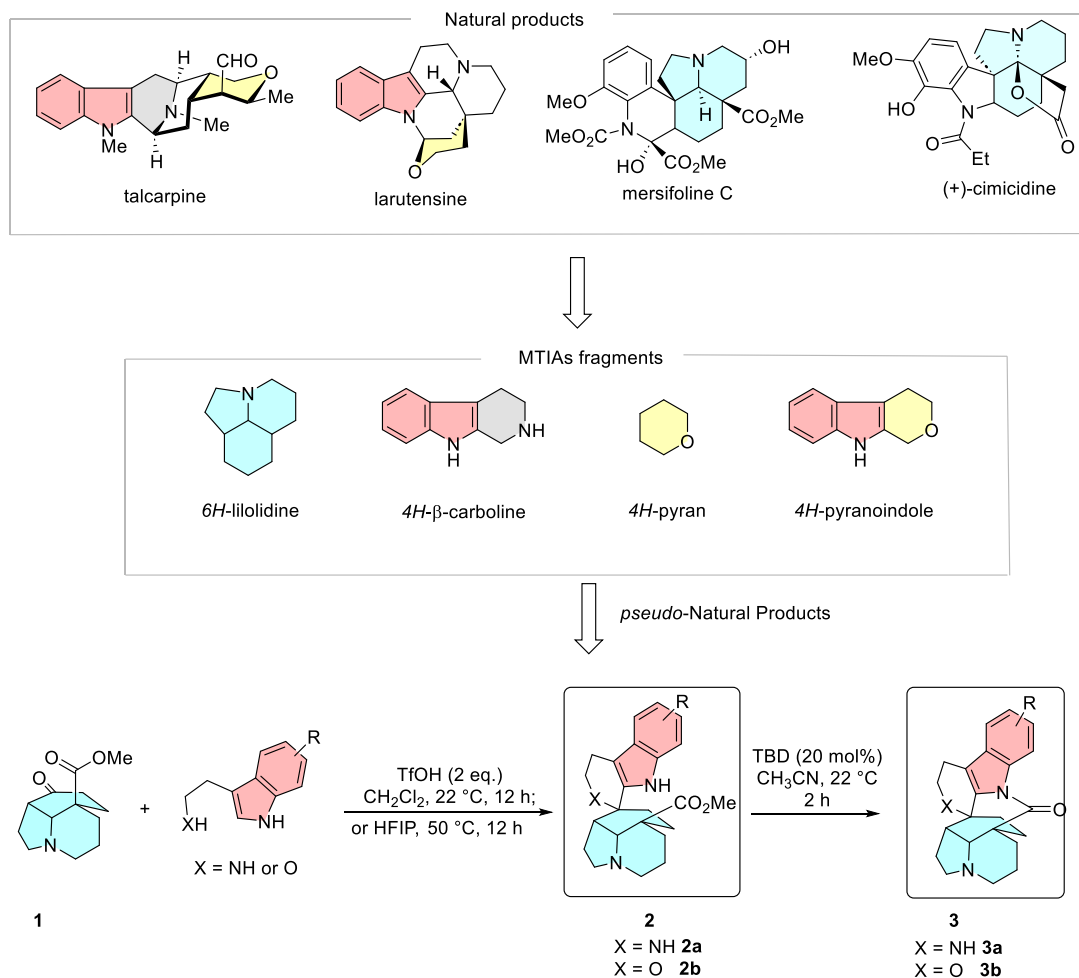 Natural products
CHO
O
H
N
Me
Me
N
Me
H
talcarpine
H
N
N
O
larutensine
OMe
MeO₂C
N
HO
CO₂Me
N
H
CO₂Me
OH
mersifoline C
MeO
HO
N
O
Et
N
O
O
(+)-cimicidine
MTIAs fragments
N
6H-lilolidine
N
H
NH
4H-β-carboline
O
4H-pyran
N
H
O
4H-pyranoindole
pseudo-Natural Products
O
O
OMe
N
1
+
R
XH
N
H
X = NH or O
TfOH (2 eq.)
CH₂Cl₂, 22 °C, 12 h;
or HFIP, 50 °C, 12 h
R
NH
X
CO₂Me
N
2
X = NH 2a
X = O 2b
TBD (20 mol%)
CH₃CN, 22 °C
2 h
R
N
X
O
N
3
X = NH 3a
X = O 3b